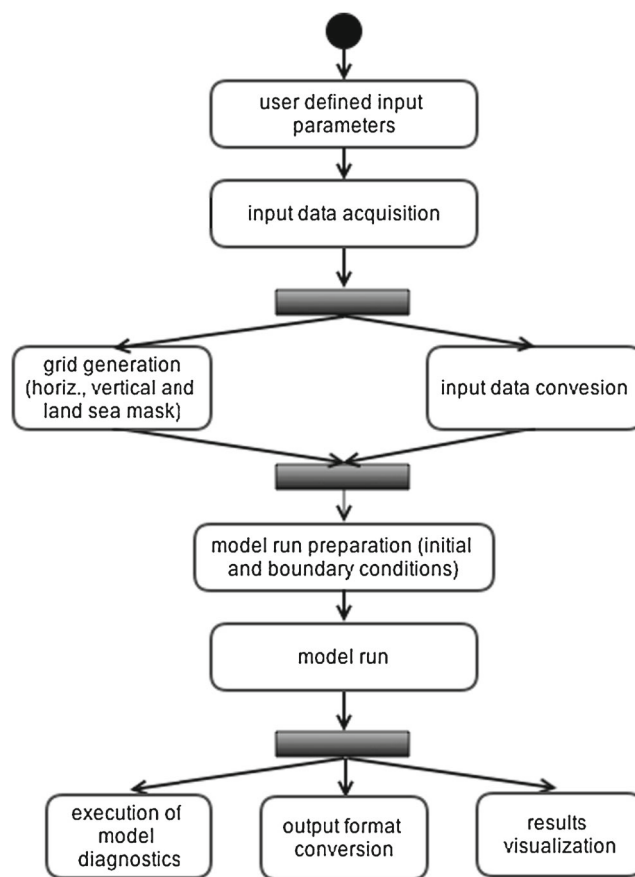 user defined input
parameters
input data acquisition
grid generation
(horiz., vertical and
land sea mask)
input data convesion
model run preparation (initial
and boundary conditions)
model run
execution of
model
diagnostics
output format
conversion
results
visualization